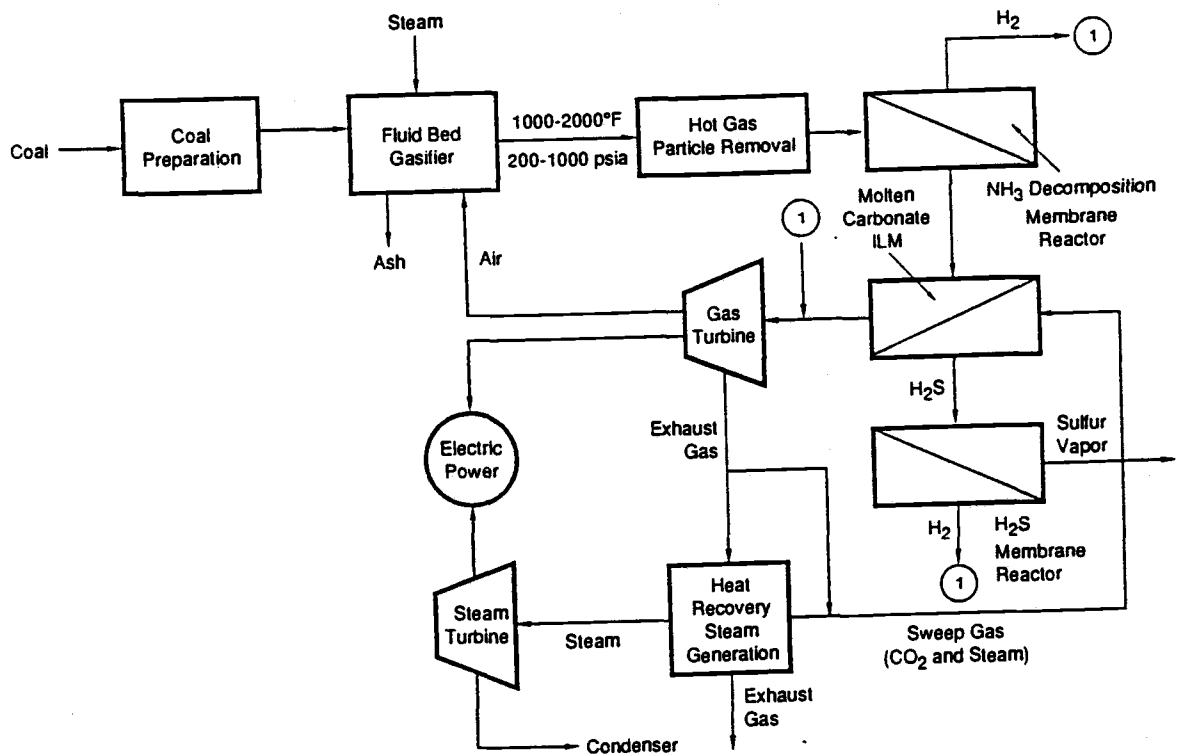 Steam
H2
1
Coal
Coal
Preparation
Fluid Bed
Gasifier
1000-2000°F
200-1000 psia
Hot Gas
Particle Removal
NH3 Decomposition
Membrane
Reactor
Molten
Carbonate
ILM
1
Ash
Air
Gas
Turbine
H2S
Exhaust
Gas
Sulfur
Vapor
Electric
Power
H2
H2S
Membrane
Reactor
1
Heat
Recovery
Steam
Generation
Steam
Turbine
Steam
Sweep Gas
(CO2 and Steam)
Exhaust
Gas
Condenser